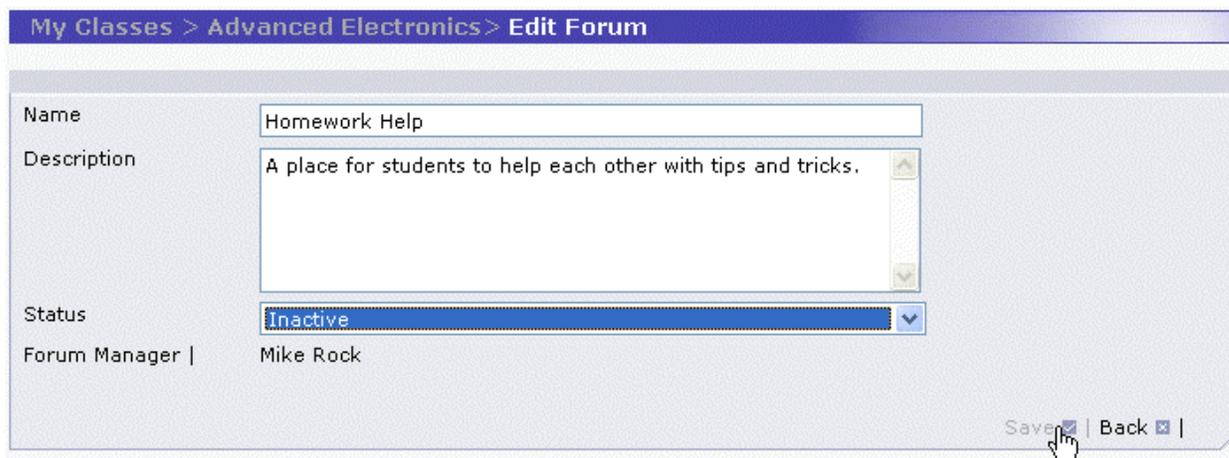 My Classes > Advanced Electronics> Edit Forum
Name
Homework Help
Description
A place for students to help each other with tips and tricks.
Status
Inactive
Forum Manager |
Mike Rock
Save | Back |